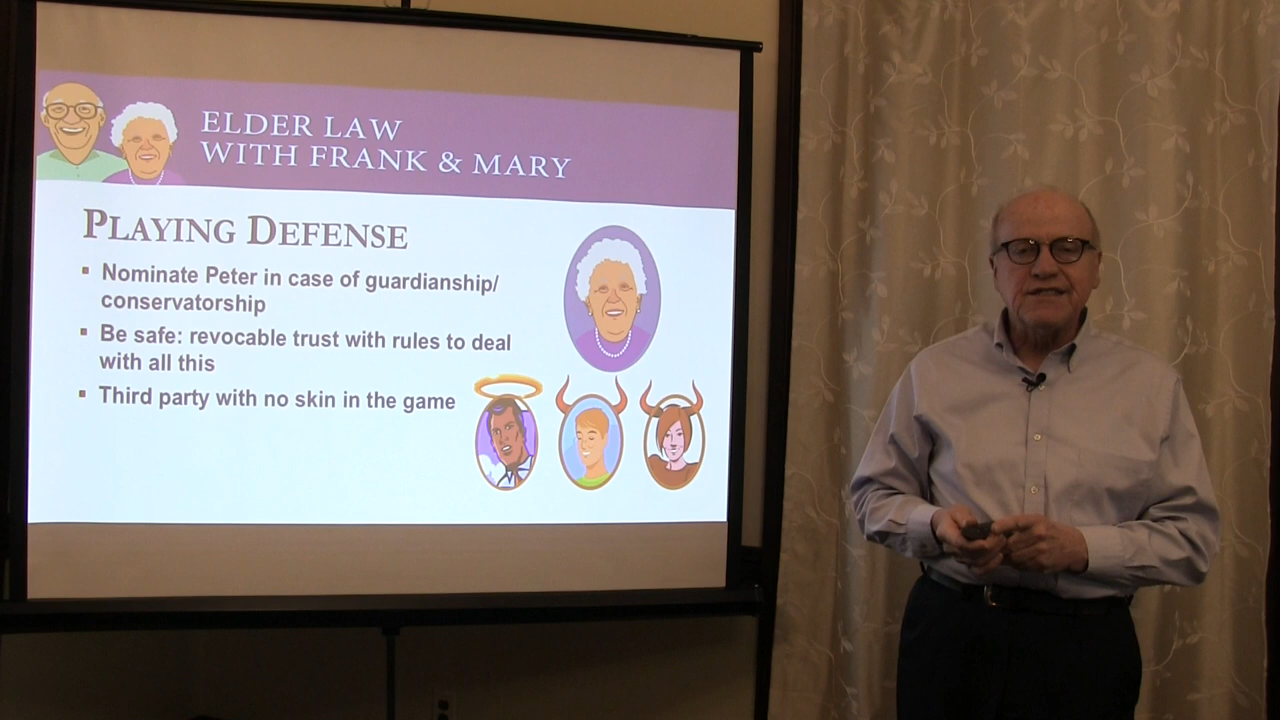 ELDER LAW
WITH FRANK & MARY
PLAYING DEFENSE
▪ Nominate Peter in case of guardianship/
conservatorship
▪ Be safe: revocable trust with rules to deal
with all this
▪ Third party with no skin in the game